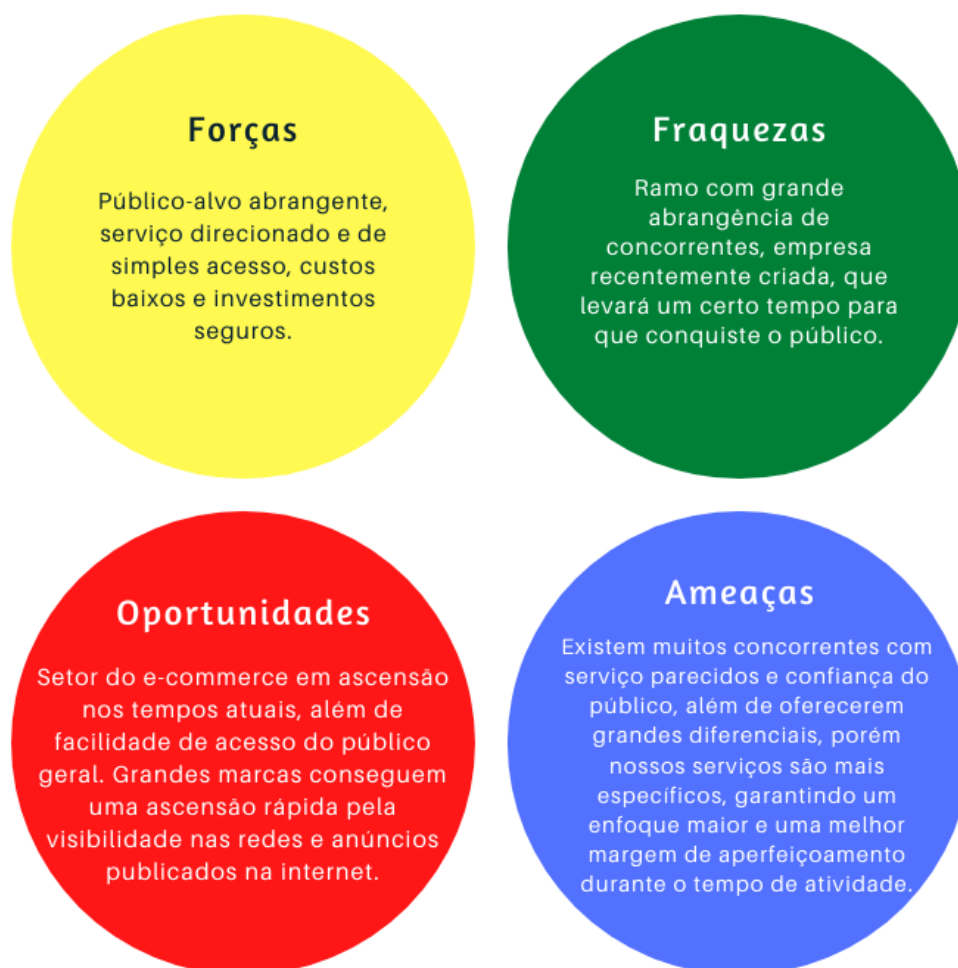 Forças
Público-alvo abrangente,
serviço direcionado e de
simples acesso, custos
baixos e investimentos
seguros.
Fraquezas
Ramo com grande
abrangência de
concorrentes, empresa
recentemente criada, que
levará um certo tempo para
que conquiste o público.
Oportunidades
Setor do e-commerce em ascensão
nos tempos atuais, além de
facilidade de acesso do público
geral. Grandes marcas conseguem
uma ascensão rápida pela
visibilidade nas redes e anúncios
publicados na internet.
Ameaças
Existem muitos concorrentes com
serviço parecidos e confiança do
público, além de oferecerem
grandes diferenciais, porém
nossos serviços são mais
específicos, garantindo um
enfoque maior e uma melhor
margem de aperfeiçoamento
durante o tempo de atividade.